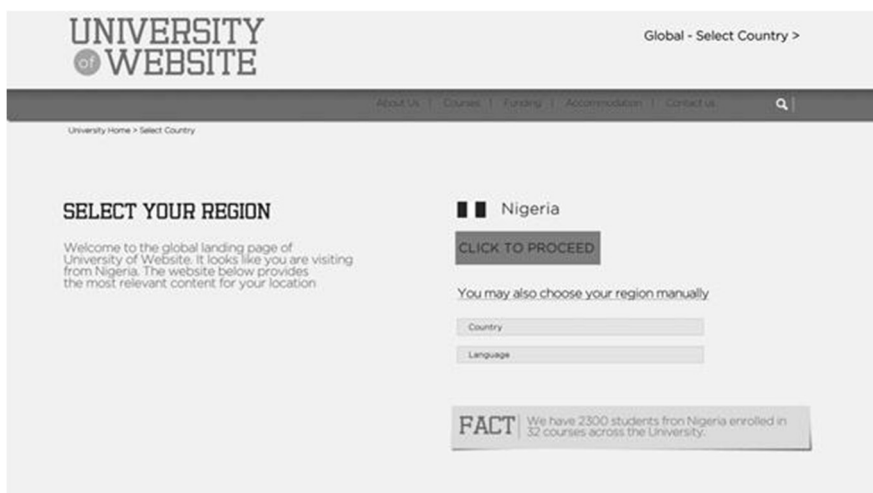 UNIVERSITY
of WEBSITE
Global - Select Country >
About Us | Courses | Funding | Accommodation | Contact us
University Home > Select Country
SELECT YOUR REGION
Welcome to the global landing page of
University of Website. It looks like you are visiting
from Nigeria. The website below provides
the most relevant content for your location
Nigeria
CLICK TO PROCEED
You may also choose your region manually
Country
Language
FACT
We have 2300 students fron Nigeria enrolled in
32 courses across the University.